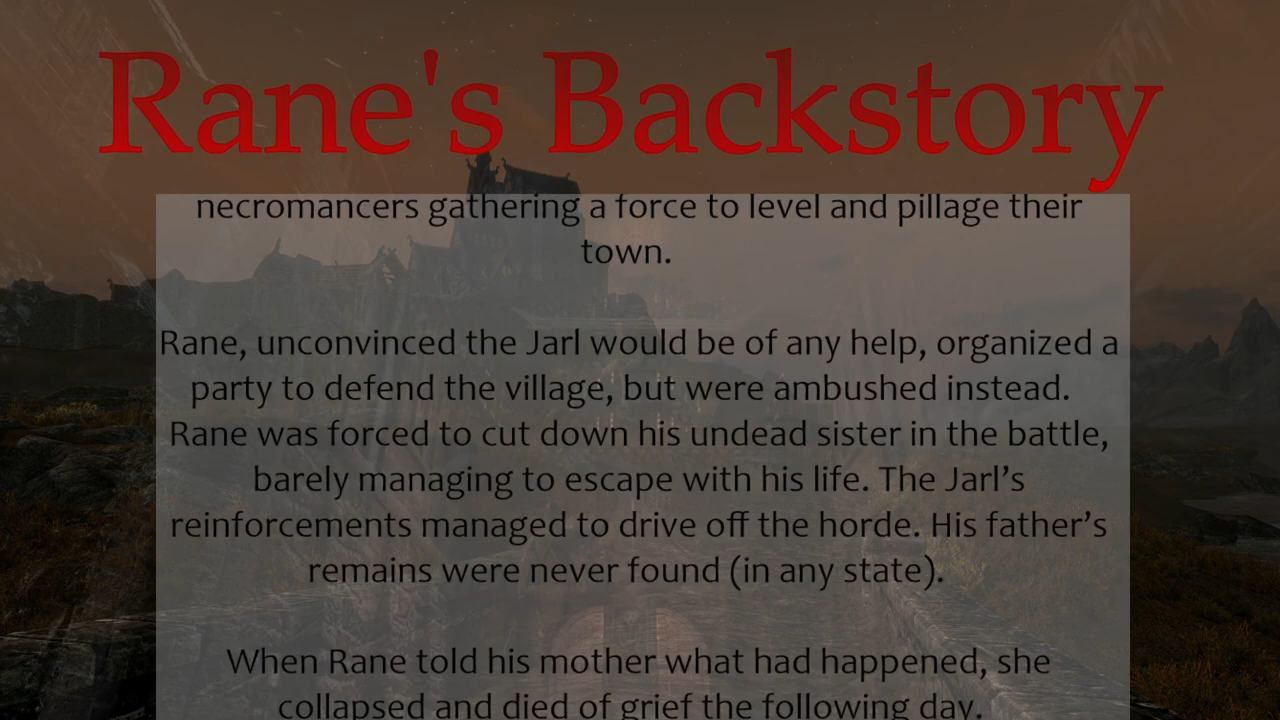 Rane's Backstory
necromancers gathering a force to level and pillage their
town.
Rane, unconvinced the Jarl would be of any help, organized a
party to defend the village, but were ambushed instead.
Rane was forced to cut down his undead sister in the battle,
barely managing to escape with his life. The Jarl’s
reinforcements managed to drive off the horde. His father’s
remains were never found (in any state).
When Rane told his mother what had happened, she
collapsed and died of grief the following day.